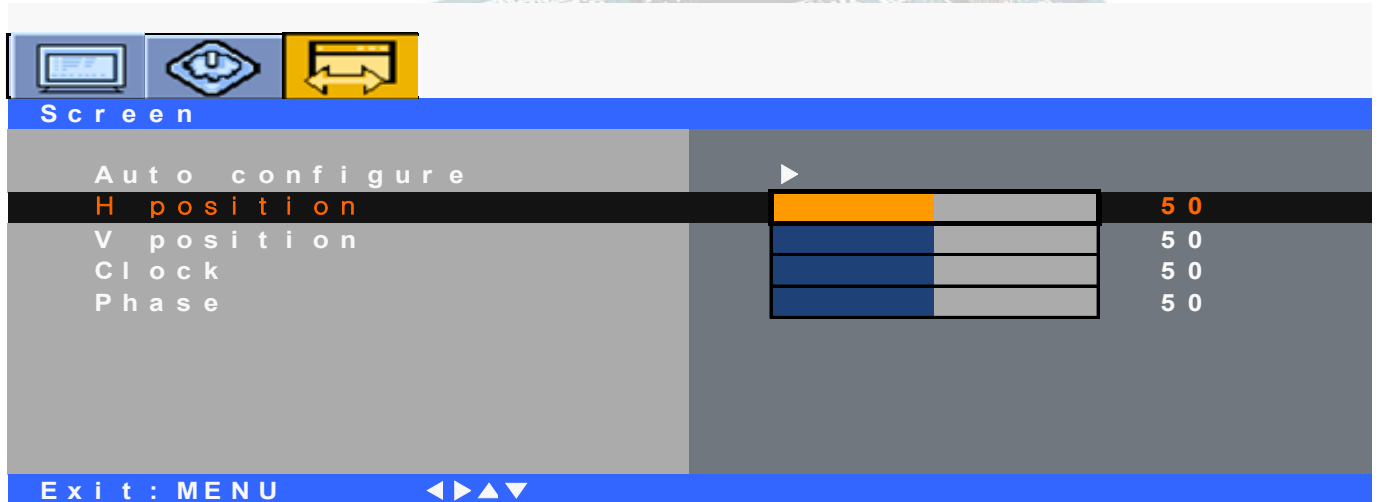 Screen
Auto configure ▶
H position 50
V position 50
Clock 50
Phase 50
Exit:MENU ◀▶▲▼